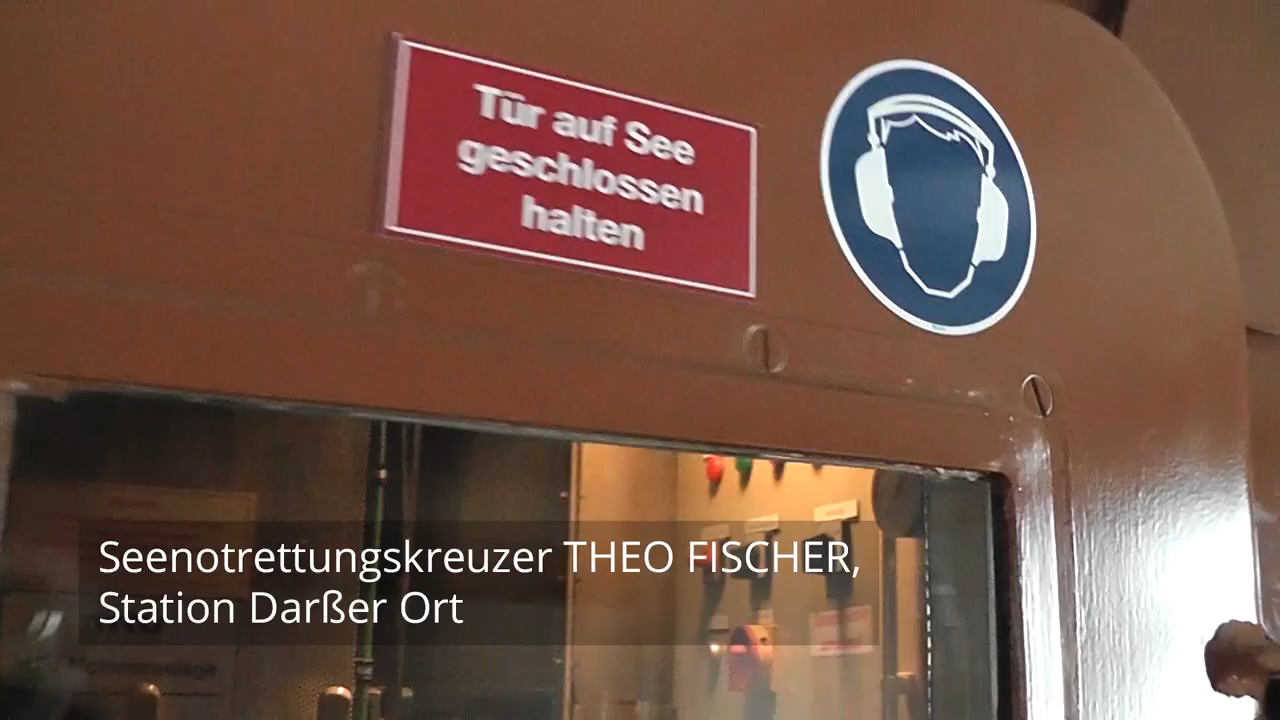 Tür auf See
geschlossen
halten
Seenotrettungskreuzer THEO FISCHER,
Station Darßer Ort